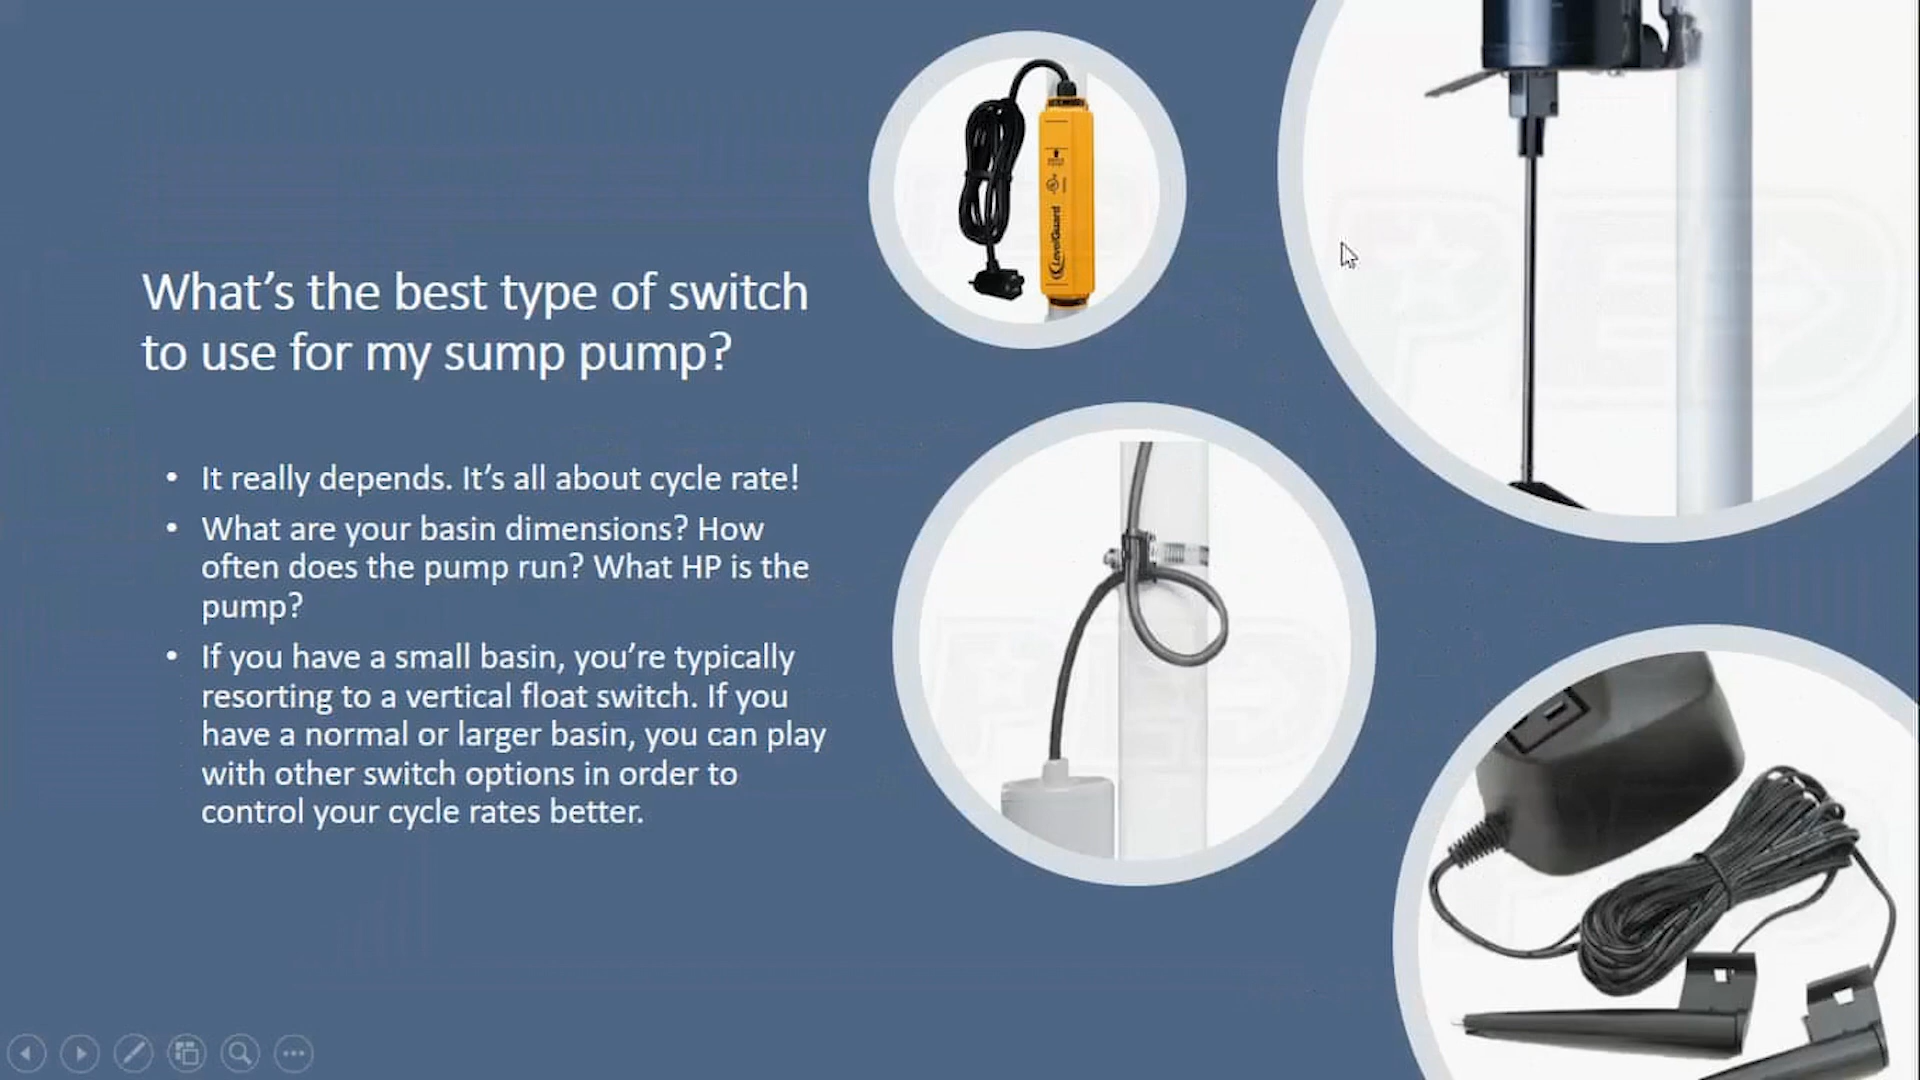 What's the best type of switch
to use for my sump pump?
• It really depends. It's all about cycle rate!
• What are your basin dimensions? How
often does the pump run? What HP is the
pump?
• If you have a small basin, you're typically
resorting to a vertical float switch. If you
have a normal or larger basin, you can play
with other switch options in order to
control your cycle rates better.
LevelGuard